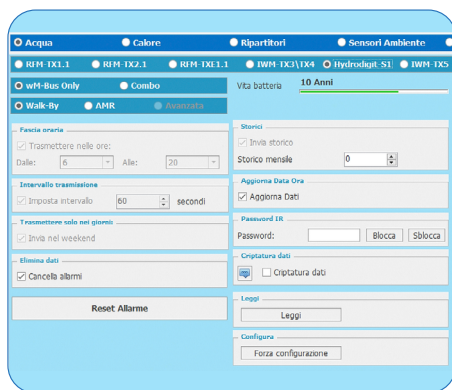 Acqua Calore Ripartitori Sensori Ambiente
RFM-TX1.1 RFM-TX2.1 RFM-TXE1.1 IWM-TX3\TX4 Hydrodigit-S1 IWM-TX5
wM-Bus Only Combo Vita batteria 10 Anni
Walk-By AMR Avanzata
Fascia oraria
Trasmettere nelle ore:
Dalle: 6 Alle: 20
Intervallo trasmissione
Imposta intervallo 60 secondi
Trasmettere solo nei giorni:
Invia nel weekend
Elimina dati
Cancella allarmi
Reset Allarme
Storici
Invia storico
Storico mensile 0
Aggiorna Data Ora
Aggiorna Dati
Password IR
Password: Blocca Sblocca
Criptatura dati
Criptatura dati
Leggi
Leggi
Configura
Forza configurazione